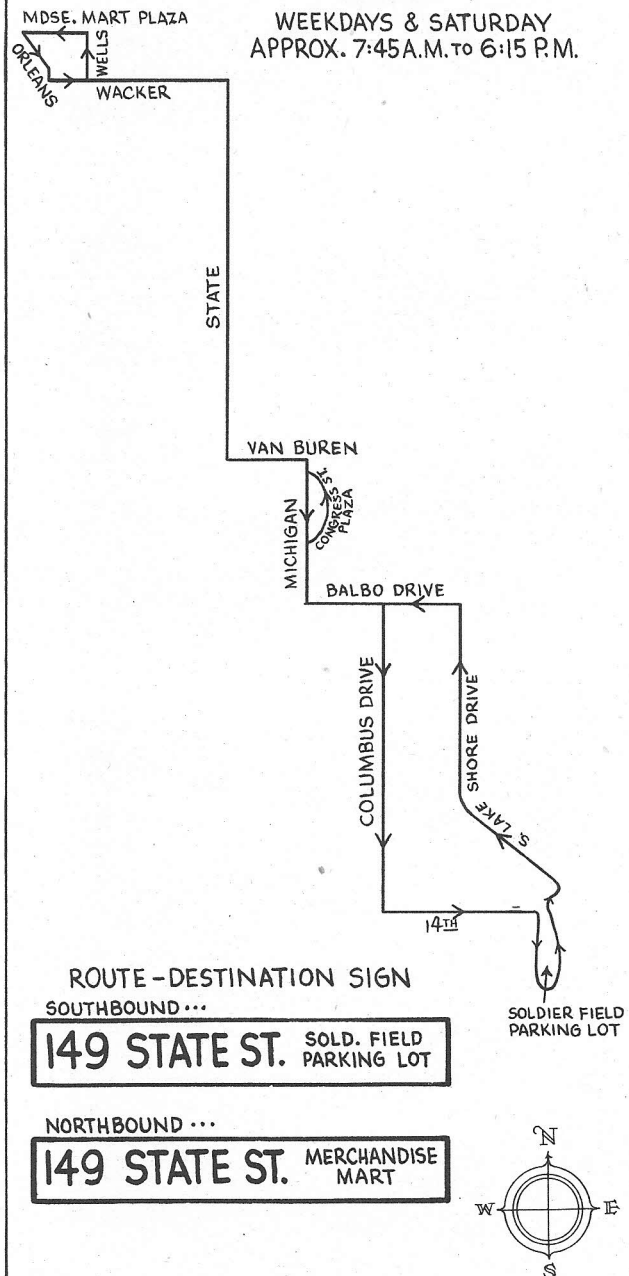 MDSE. MART PLAZA
WEEKDAYS & SATURDAY
APPROX. 7:45 A.M. TO 6:15 P.M.
ORLEANS
WELLS
WACKER
STATE
VAN BUREN
MICHIGAN
CONGRESS ST.
PLAZA
BALBO DRIVE
COLUMBUS DRIVE
S. LAKE SHORE DRIVE
14TH
SOLDIER FIELD
PARKING LOT
ROUTE-DESTINATION SIGN
SOUTHBOUND...
149 STATE ST. SOLD. FIELD
PARKING LOT
NORTHBOUND...
149 STATE ST. MERCHANDISE
MART
N
W E
S